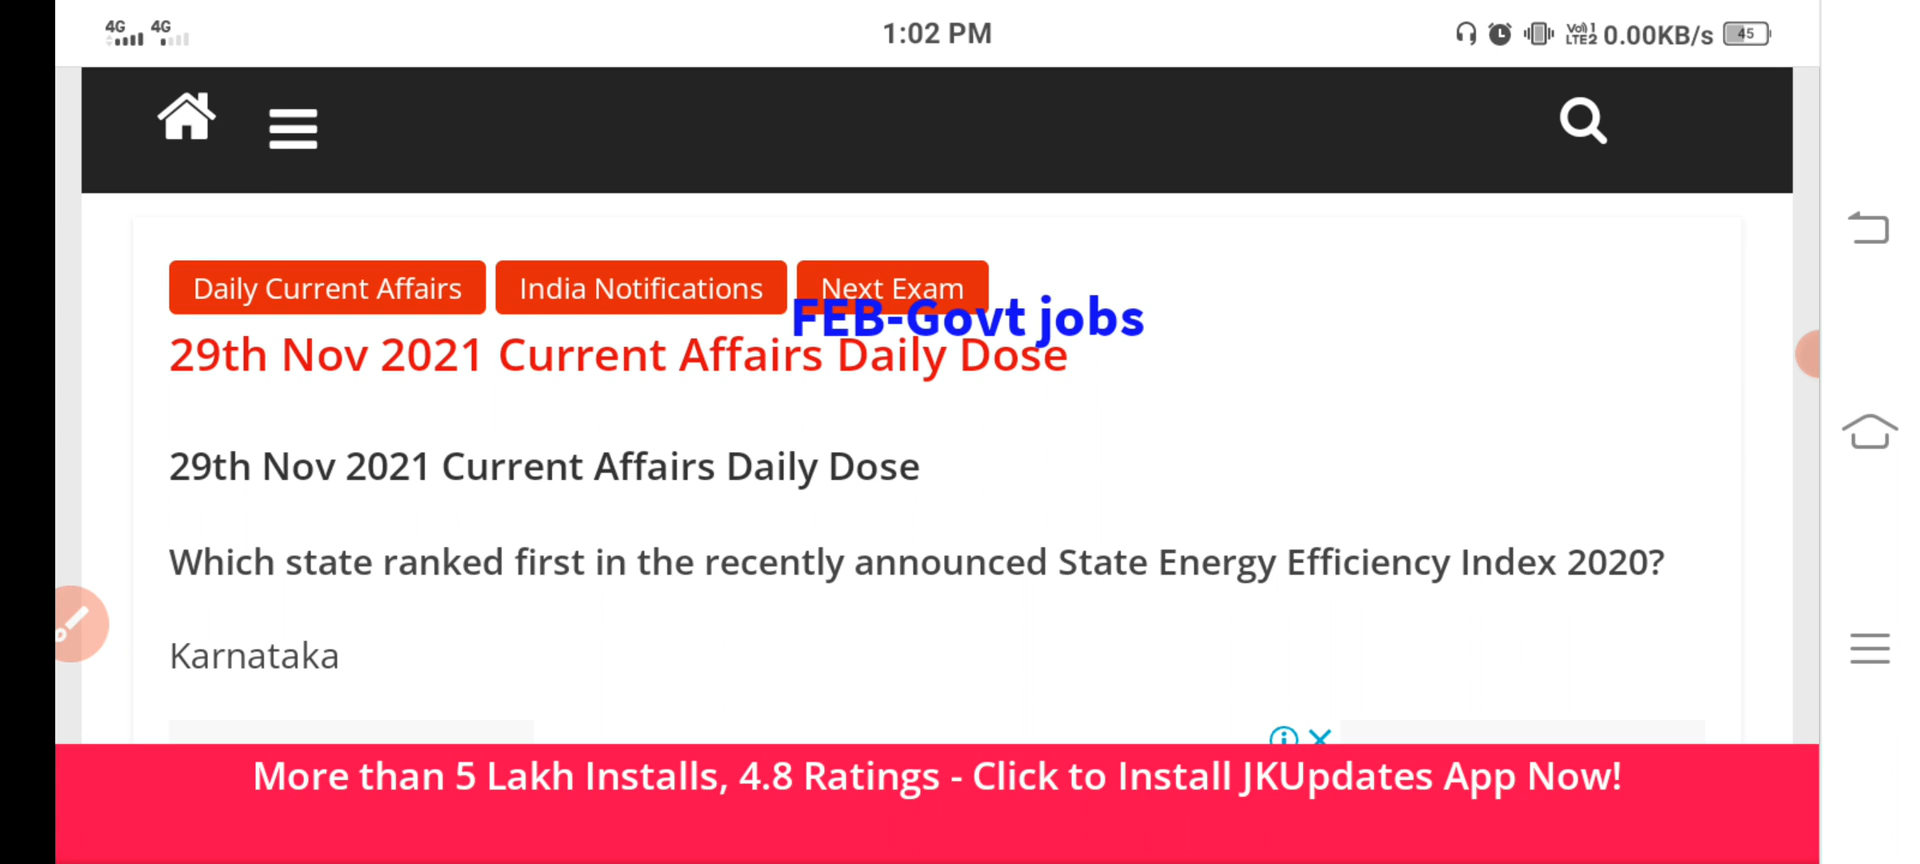 4G 4G 1:02 PM Vo) 1 LTE2 0.00KB/s 45
Daily Current Affairs India Notifications Next Exam
FEB-Govt jobs
29th Nov 2021 Current Affairs Daily Dose
29th Nov 2021 Current Affairs Daily Dose
Which state ranked first in the recently announced State Energy Efficiency Index 2020?
Karnataka
More than 5 Lakh Installs, 4.8 Ratings - Click to Install JKUpdates App Now!